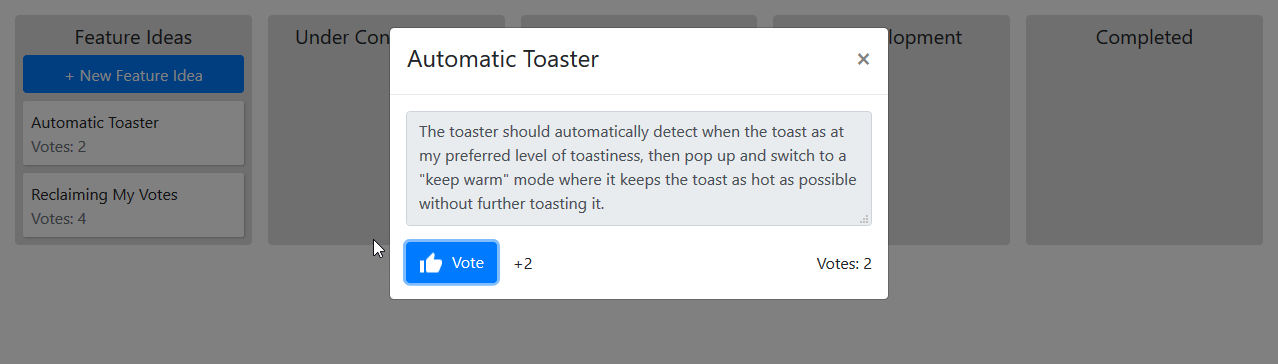 Feature Ideas
+ New Feature Idea
Automatic Toaster
Votes: 2
Reclaiming My Votes
Votes: 4
Under Con
lopment
Completed
Automatic Toaster
×
The toaster should automatically detect when the toast as at
my preferred level of toastiness, then pop up and switch to a
"keep warm" mode where it keeps the toast as hot as possible
without further toasting it.
Vote
+2
Votes: 2